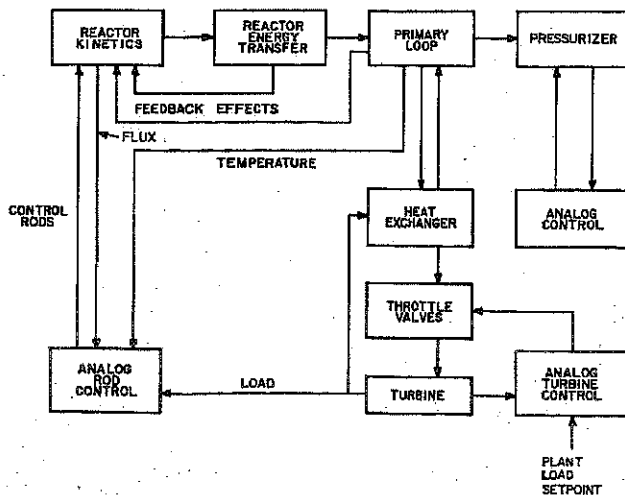 REACTOR
KINETICS
REACTOR
ENERGY
TRANSFER
PRIMARY
LOOP
PRESSURIZER
FEEDBACK EFFECTS
FLUX
TEMPERATURE
CONTROL
RODS
HEAT
EXCHANGER
ANALOG
CONTROL
THROTTLE
VALVES
ANALOG
ROD
CONTROL
LOAD
TURBINE
ANALOG
TURBINE
CONTROL
PLANT
LOAD
SETPOINT